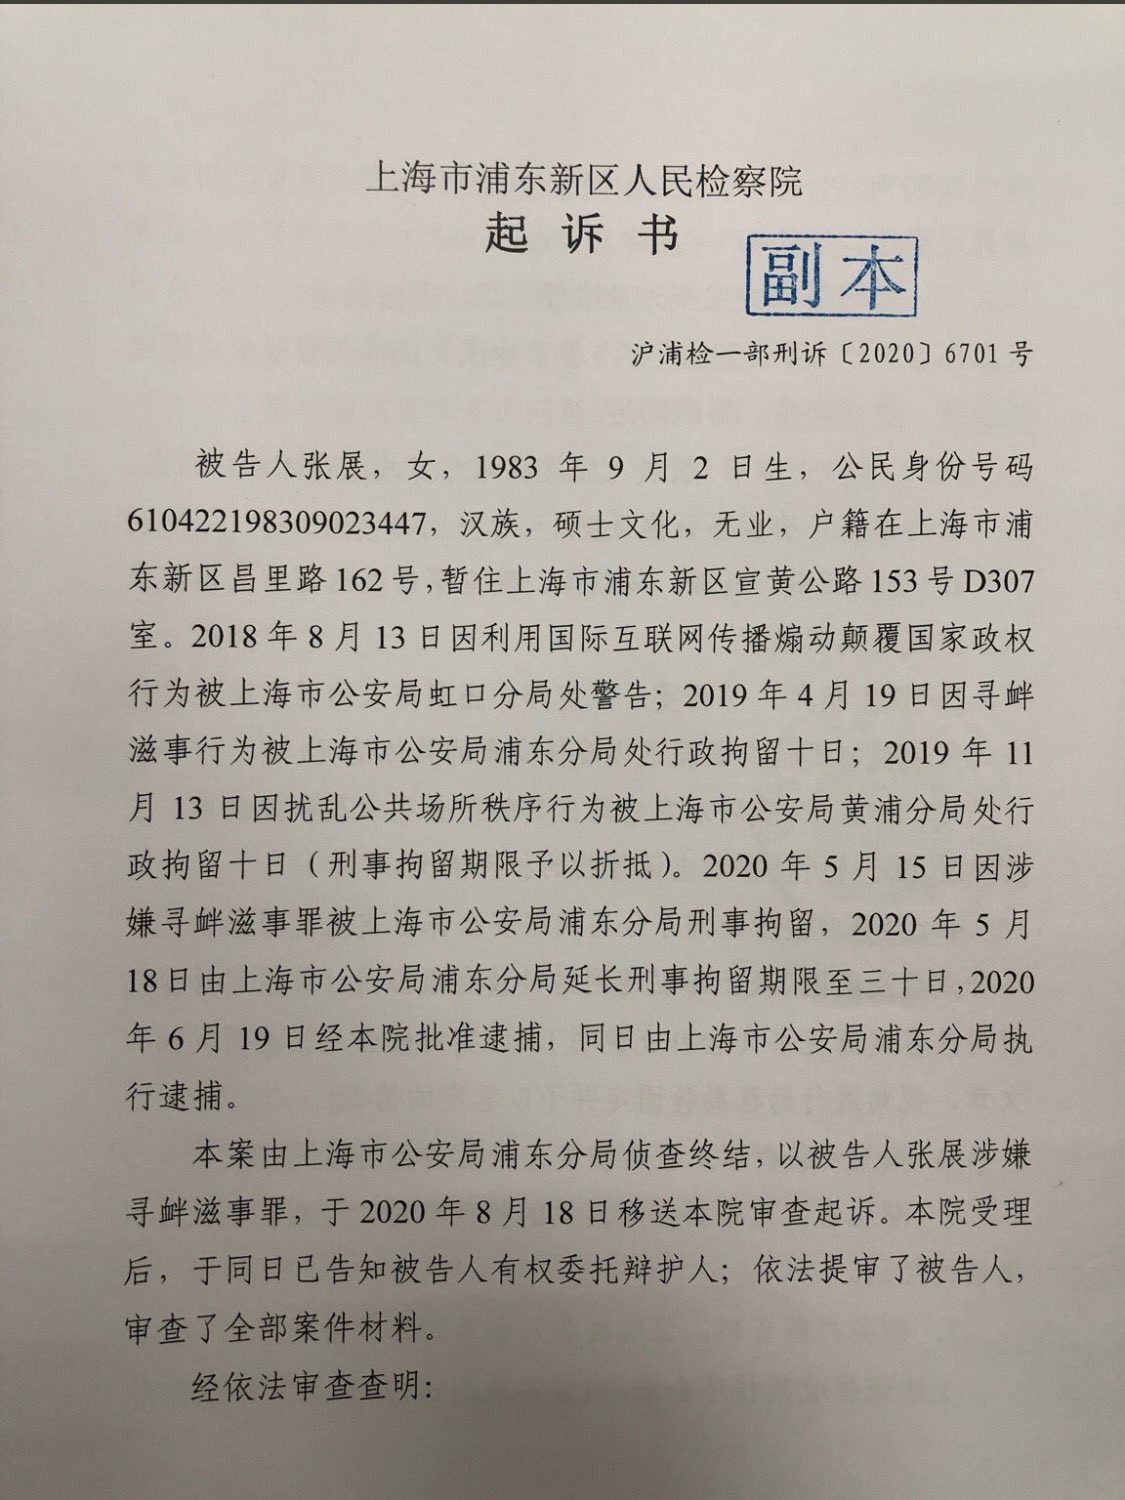 上海市浦东新区人民检察院
起诉书
副本
沪浦检一部刑诉〔2020〕6701号
被告人张展，女，1983年9月2日生，公民身份号码
610422198309023447，汉族，硕士文化，无业，户籍在上海市浦
东新区昌里路162号,暂住上海市浦东新区宣黄公路153号D307
室。2018年8月13日因利用国际互联网传播煽动颠覆国家政权
行为被上海市公安局虹口分局处警告；2019年4月19日因寻衅
滋事行为被上海市公安局浦东分局处行政拘留十日；2019年11
月13日因扰乱公共场所秩序行为被上海市公安局黄浦分局处行
政拘留十日（刑事拘留期限予以折抵）。2020年5月15日因涉
嫌寻衅滋事罪被上海市公安局浦东分局刑事拘留，2020年5月
18日由上海市公安局浦东分局延长刑事拘留期限至三十日,2020
年6月19日经本院批准逮捕，同日由上海市公安局浦东分局执
行逮捕。
本案由上海市公安局浦东分局侦查终结,以被告人张展涉嫌
寻衅滋事罪，于2020年8月18日移送本院审查起诉。本院受理
后，于同日已告知被告人有权委托辩护人；依法提审了被告人，
审查了全部案件材料。
经依法审查查明：